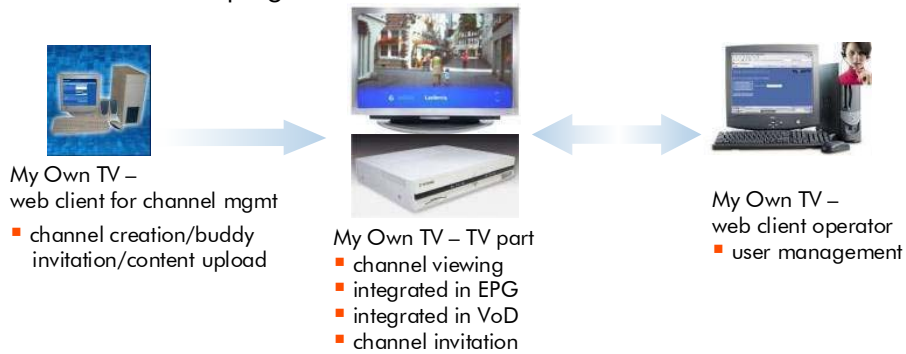 My Own TV –
web client for channel mgmt
▪ channel creation/buddy
invitation/content upload
My Own TV – TV part
▪ channel viewing
▪ integrated in EPG
▪ integrated in VoD
▪ channel invitation
My Own TV –
web client operator
▪ user management